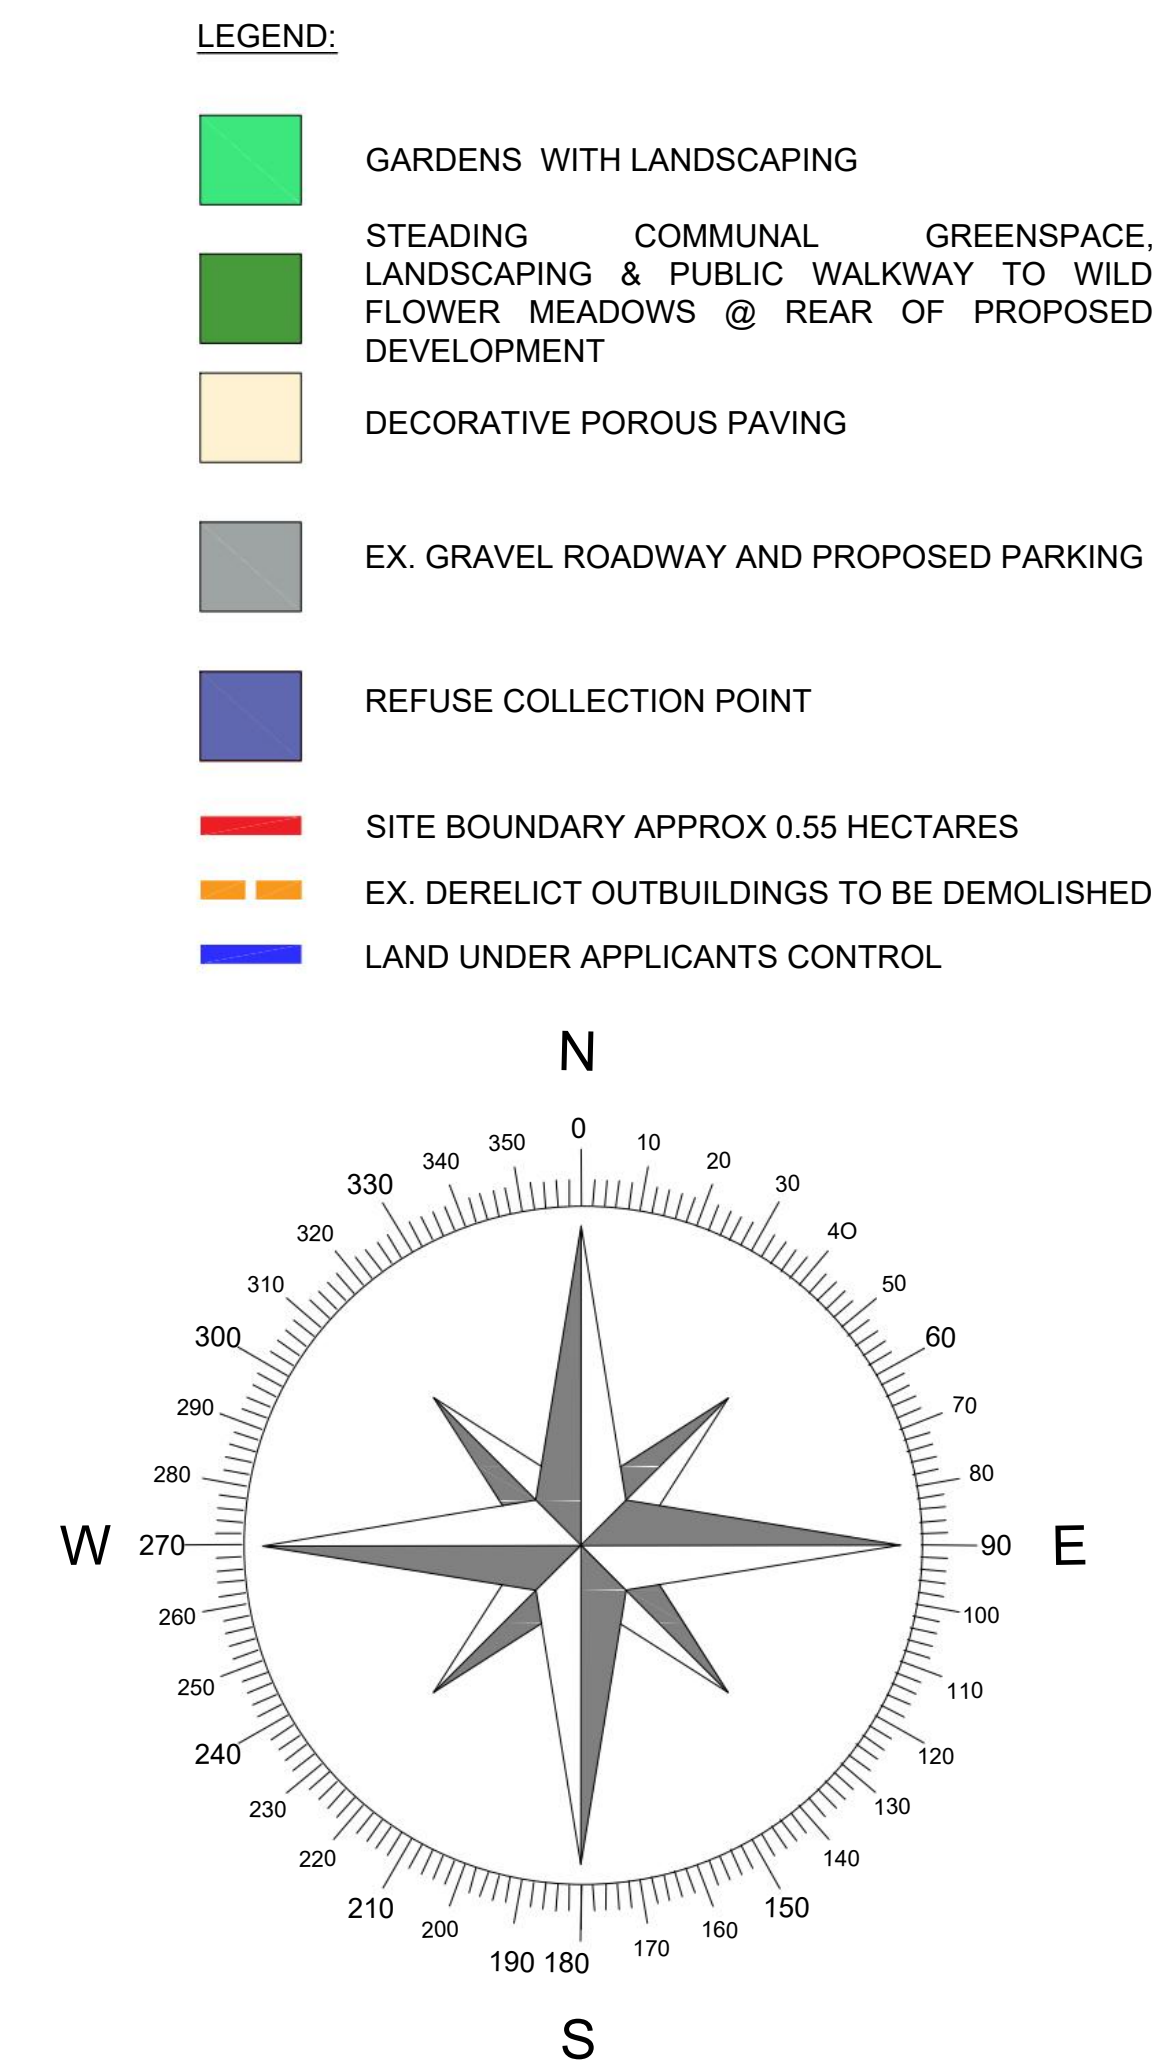 LEGEND:
GARDENS WITH LANDSCAPING
STEADING COMMUNAL GREENSPACE,
LANDSCAPING & PUBLIC WALKWAY TO WILD
FLOWER MEADOWS @ REAR OF PROPOSED
DEVELOPMENT
DECORATIVE POROUS PAVING
EX. GRAVEL ROADWAY AND PROPOSED PARKING
REFUSE COLLECTION POINT
SITE BOUNDARY APPROX 0.55 HECTARES
EX. DERELICT OUTBUILDINGS TO BE DEMOLISHED
LAND UNDER APPLICANTS CONTROL
N
0
10
20
30
4O
50
60
70
80
90
E
100
110
120
130
140
150
160
170
180
S
190
200
210
220
230
240
250
260
270
W
280
290
300
310
320
330
340
350